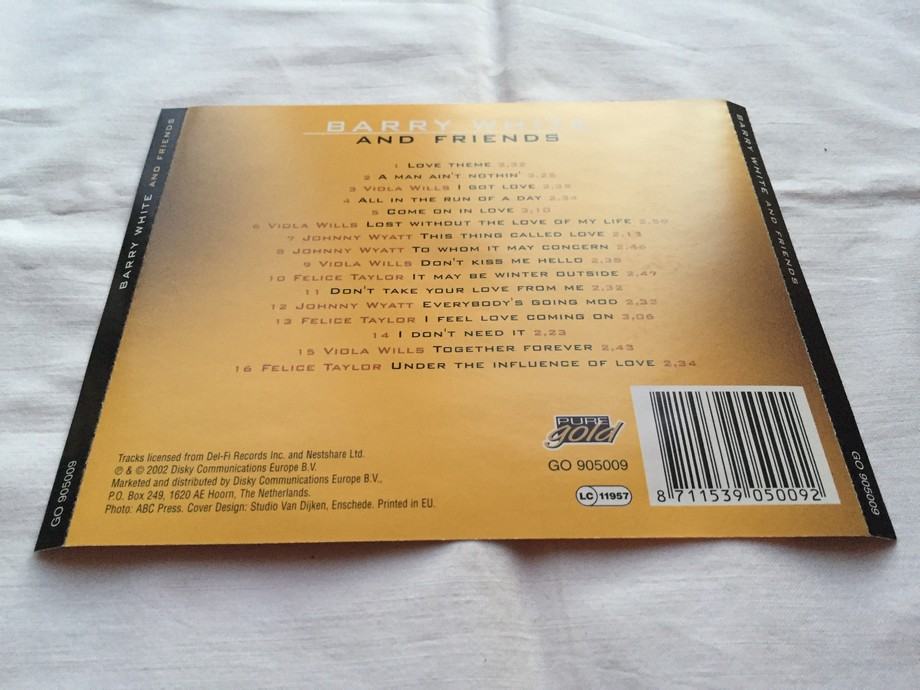 BARRY WHITE
AND FRIENDS
1 LOVE THEME 2,32
2 A MAN AIN'T NOTHIN' 3.25
3 VIOLA WILLS I GOT LOVE 2,38
4 ALL IN THE RUN OF A DAY 2,34
5 COME ON IN LOVE 3,10
6 VIOLA WILLS LOST WITHOUT THE LOVE OF MY LIFE 2,50
7 JOHNNY WYATT THIS THING CALLED LOVE 2,13
8 JOHNNY WYATT TO WHOM IT MAY CONCERN 2,46
9 VIOLA WILLS DON'T KISS ME HELLO 2,35
10 FELICE TAYLOR IT MAY BE WINTER OUTSIDE 2,47
11 DON'T TAKE YOUR LOVE FROM ME 2,32
12 JOHNNY WYATT EVERYBODY'S GOING MOD 2,32
13 FELICE TAYLOR I FEEL LOVE COMING ON 3,06
14 I DON'T NEED IT 2,23
15 VIOLA WILLS TOGETHER FOREVER 2,43
16 FELICE TAYLOR UNDER THE INFLUENCE OF LOVE 2,34
Tracks licensed from Del-Fi Records Inc. and Nestshare Ltd.
℗ & © 2002 Disky Communications Europe B.V.
Marketed and distributed by Disky Communications Europe B.V.,
P.O. Box 249, 1620 AE Hoorn, The Netherlands.
Photo: ABC Press. Cover Design: Studio Van Dijken, Enschede. Printed in EU.
PURE
gold
GO 905009
LC 11957
8 711539 050092
BARRY WHITE AND FRIENDS
GO 905009
BARRY WHITE AND FRIENDS
GO 905009